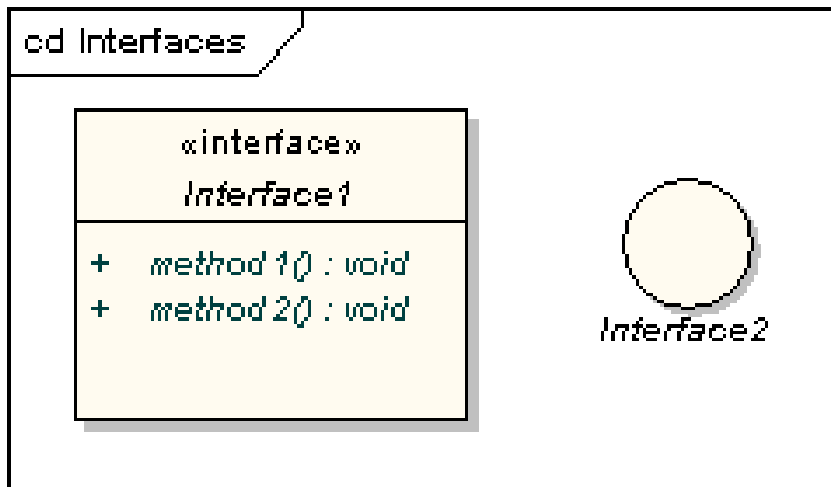 cd Interfaces
«interface»
Interface1
+ method1() : void
+ method2() : void
Interface2